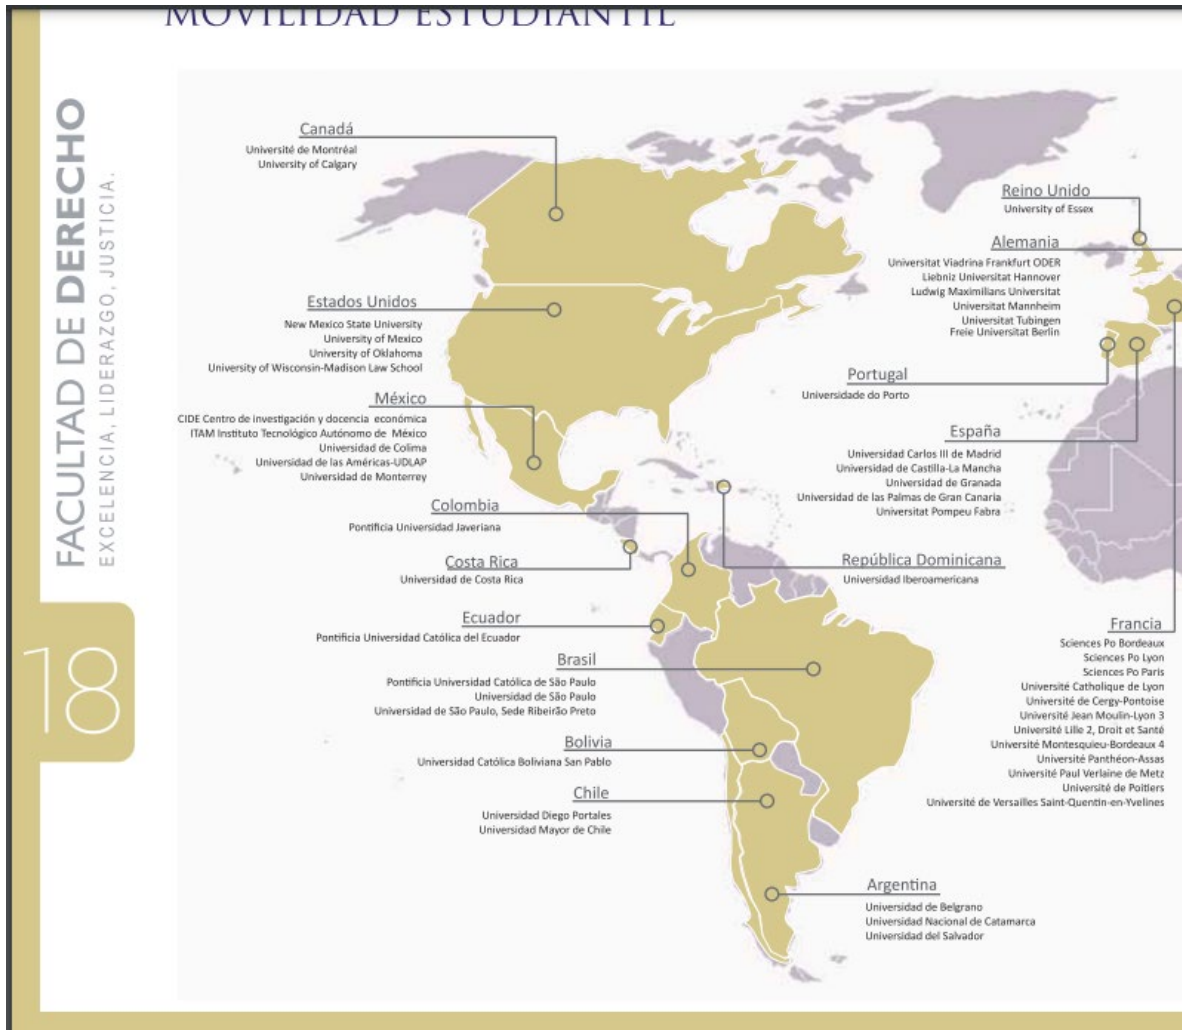 MOVILIDAD ESTUDIANTIL
FACULTAD DE DERECHO
EXCELENCIA, LIDERAZGO, JUSTICIA.
18
Canadá
Université de Montréal
University of Calgary
Estados Unidos
New Mexico State University
University of Mexico
University of Oklahoma
University of Wisconsin-Madison Law School
México
CIDE Centro de investigación y docencia económica
ITAM Instituto Tecnológico Autónomo de México
Universidad de Colima
Universidad de las Américas-UDLAP
Universidad de Monterrey
Colombia
Pontificia Universidad Javeriana
Costa Rica
Universidad de Costa Rica
Ecuador
Pontificia Universidad Católica del Ecuador
Brasil
Pontificia Universidad Católica de São Paulo
Universidad de São Paulo
Universidad de São Paulo, Sede Ribeirão Preto
Bolivia
Universidad Católica Boliviana San Pablo
Chile
Universidad Diego Portales
Universidad Mayor de Chile
Argentina
Universidad de Belgrano
Universidad Nacional de Catamarca
Universidad del Salvador
Reino Unido
University of Essex
Alemania
Universitat Viadrina Frankfurt ODER
Liebniz Universitat Hannover
Ludwig Maximilians Universitat
Universitat Mannheim
Universitat Tubingen
Freie Universitat Berlin
Portugal
Universidade do Porto
España
Universidad Carlos III de Madrid
Universidad de Castilla-La Mancha
Universidad de Granada
Universidad de las Palmas de Gran Canaria
Universitat Pompeu Fabra
República Dominicana
Universidad Iberoamericana
Francia
Sciences Po Bordeaux
Sciences Po Lyon
Sciences Po Paris
Université Catholique de Lyon
Université de Cergy-Pontoise
Université Jean Moulin-Lyon 3
Université Lille 2, Droit et Santé
Université Montesquieu-Bordeaux 4
Université Panthéon-Assas
Université Paul Verlaine de Metz
Université de Poitiers
Université de Versailles Saint-Quentin-en-Yvelines